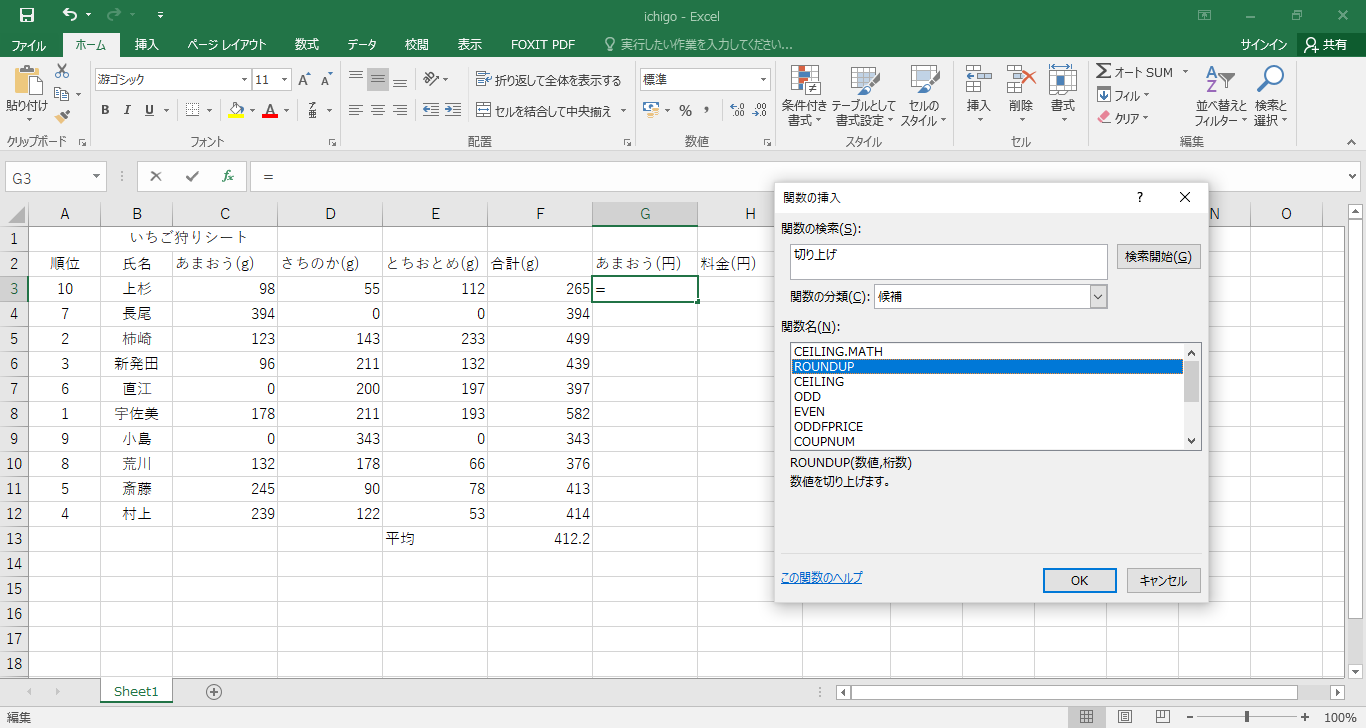 ichigo - Excel
ファイル ホーム 挿入 ページ レイアウト 数式 データ 校閲 表示 FOXIT PDF 実行したい作業を入力してください... サインイン 共有
貼り付け
クリップボード
游ゴシック 11
B I U A
フォント
折り返して全体を表示する
セルを結合して中央揃え
配置
標準
% ,
数値
条件付き書式 テーブルとして書式設定 セルのスタイル
スタイル
挿入 削除 書式
セル
Σ オート SUM
フィル
クリア
並べ替えとフィルター 検索と選択
編集
G3 fx =
A B C D E F G H N O
1 いちご狩りシート
2 順位 氏名 あまおう(g) さちのか(g) とちおとめ(g) 合計(g) あまおう(円) 料金(円)
3 10 上杉 98 55 112 265 =
4 7 長尾 394 0 0 394
5 2 柿崎 123 143 233 499
6 3 新発田 96 211 132 439
7 6 直江 0 200 197 397
8 1 宇佐美 178 211 193 582
9 9 小島 0 343 0 343
10 8 荒川 132 178 66 376
11 5 斎藤 245 90 78 413
12 4 村上 239 122 53 414
13 平均 412.2
14
15
16
17
18
関数の挿入 ?
関数の検索(S):
切り上げ 検索開始(G)
関数の分類(C): 候補
関数名(N):
CEILING.MATH
ROUNDUP
CEILING
ODD
EVEN
ODDFPRICE
COUPNUM
ROUNDUP(数値,桁数)
数値を切り上げます。
この関数のヘルプ OK キャンセル
Sheet1
編集 100%